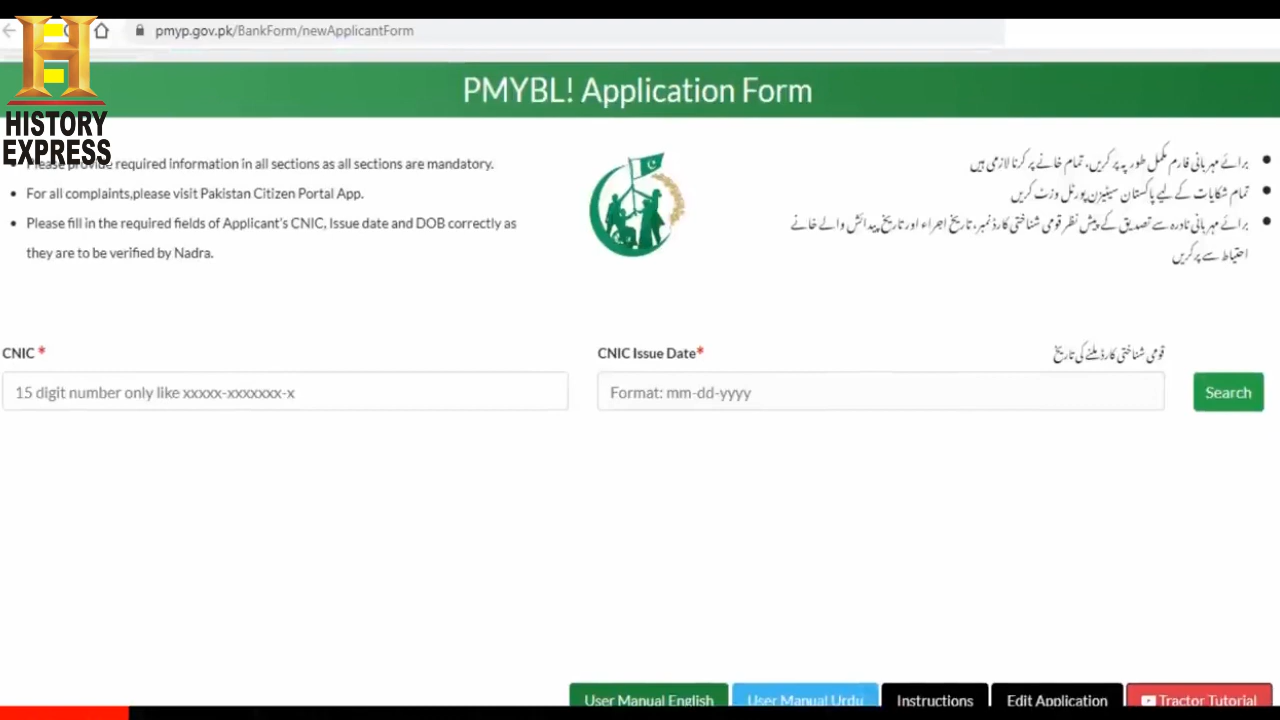 pmyp.gov.pk/BankForm/newApplicantForm
H
HISTORY
EXPRESS
PMYBL! Application Form
Please provide required information in all sections as all sections are mandatory.
For all complaints,please visit Pakistan Citizen Portal App.
Please fill in the required fields of Applicant's CNIC, Issue date and DOB correctly as
they are to be verified by Nadra.
برائے مہربانی فارم مکمل طور پہ پر کریں، تمام خانے پر کرنا لازمی ہیں
تمام شکایات کے لیے پاکستان سیٹیزن پورٹل وزٹ کریں
برائے مہربانی نادرہ سے تصدیق کے پیش نظر قومی شناختی کارڈ نمبر، تاریخ اجراء اور تاریخ پیدائش والے خانے
احتیاط سے پر کریں
CNIC *
15 digit number only like xxxxx-xxxxxxx-x
CNIC Issue Date*
قومی شناختی کارڈ ملنے کی تاریخ
Format: mm-dd-yyyy
Search
User Manual English
User Manual Urdu
Instructions
Edit Application
Tractor Tutorial